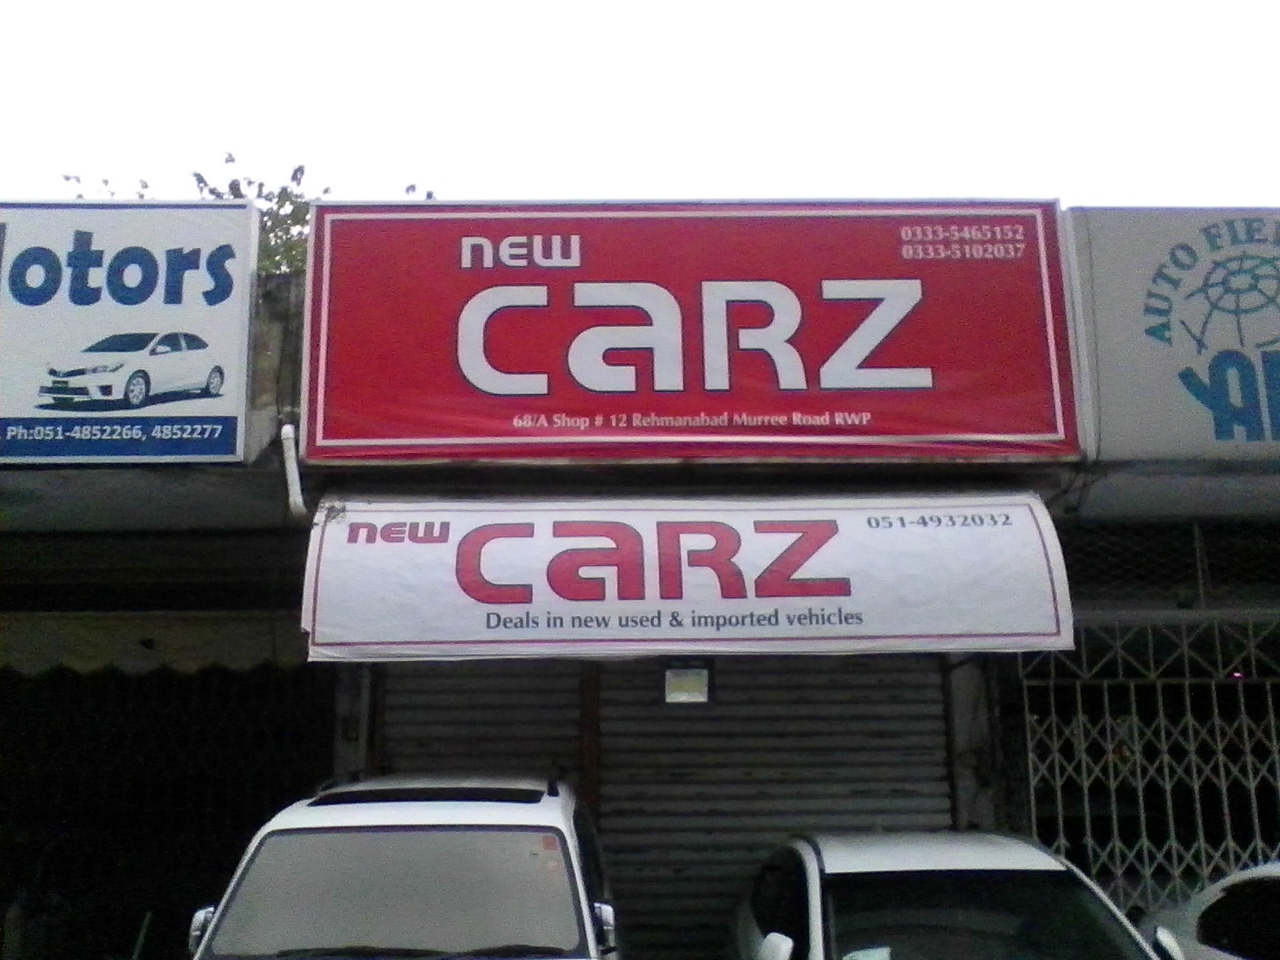 otors
Ph:051-4852266, 4852277
new
carz
0333-5465152
0333-5102037
68/A Shop # 12 Rehmanabad Murree Road RWP
new carz
051-4932032
Deals in new used & imported vehicles
AUTO FIE